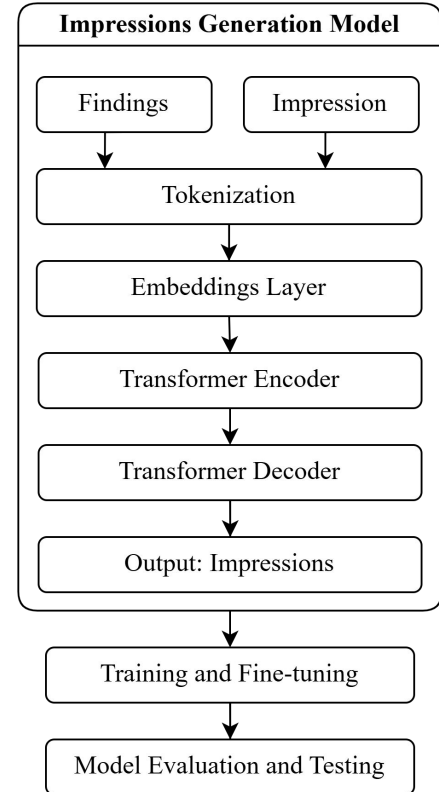 Impressions Generation Model
Findings
Impression
Tokenization
Embeddings Layer
Transformer Encoder
Transformer Decoder
Output: Impressions
Training and Fine-tuning
Model Evaluation and Testing